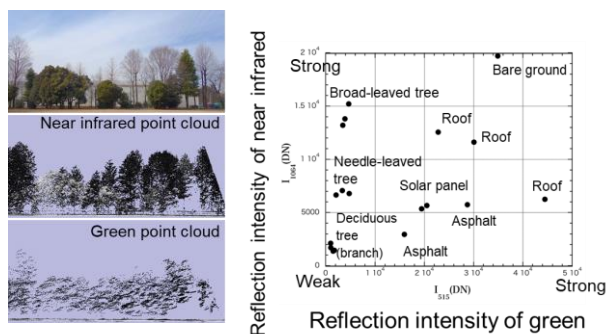 Near infrared point cloud
Green point cloud
Reflection intensity of near infrared
Strong
Weak
I₁₀₆₄(DN)
2 10⁴
1.5 10⁴
1 10⁴
5000
0
Bare ground
Broad-leaved tree
Roof
Roof
Needle-leaved
tree
Solar panel
Roof
Deciduous
tree
(branch)
Asphalt
Asphalt
0
1 10⁴
2 10⁴
3 10⁴
4 10⁴
5 10⁴
I₅₁₅(DN)
Strong
Reflection intensity of green